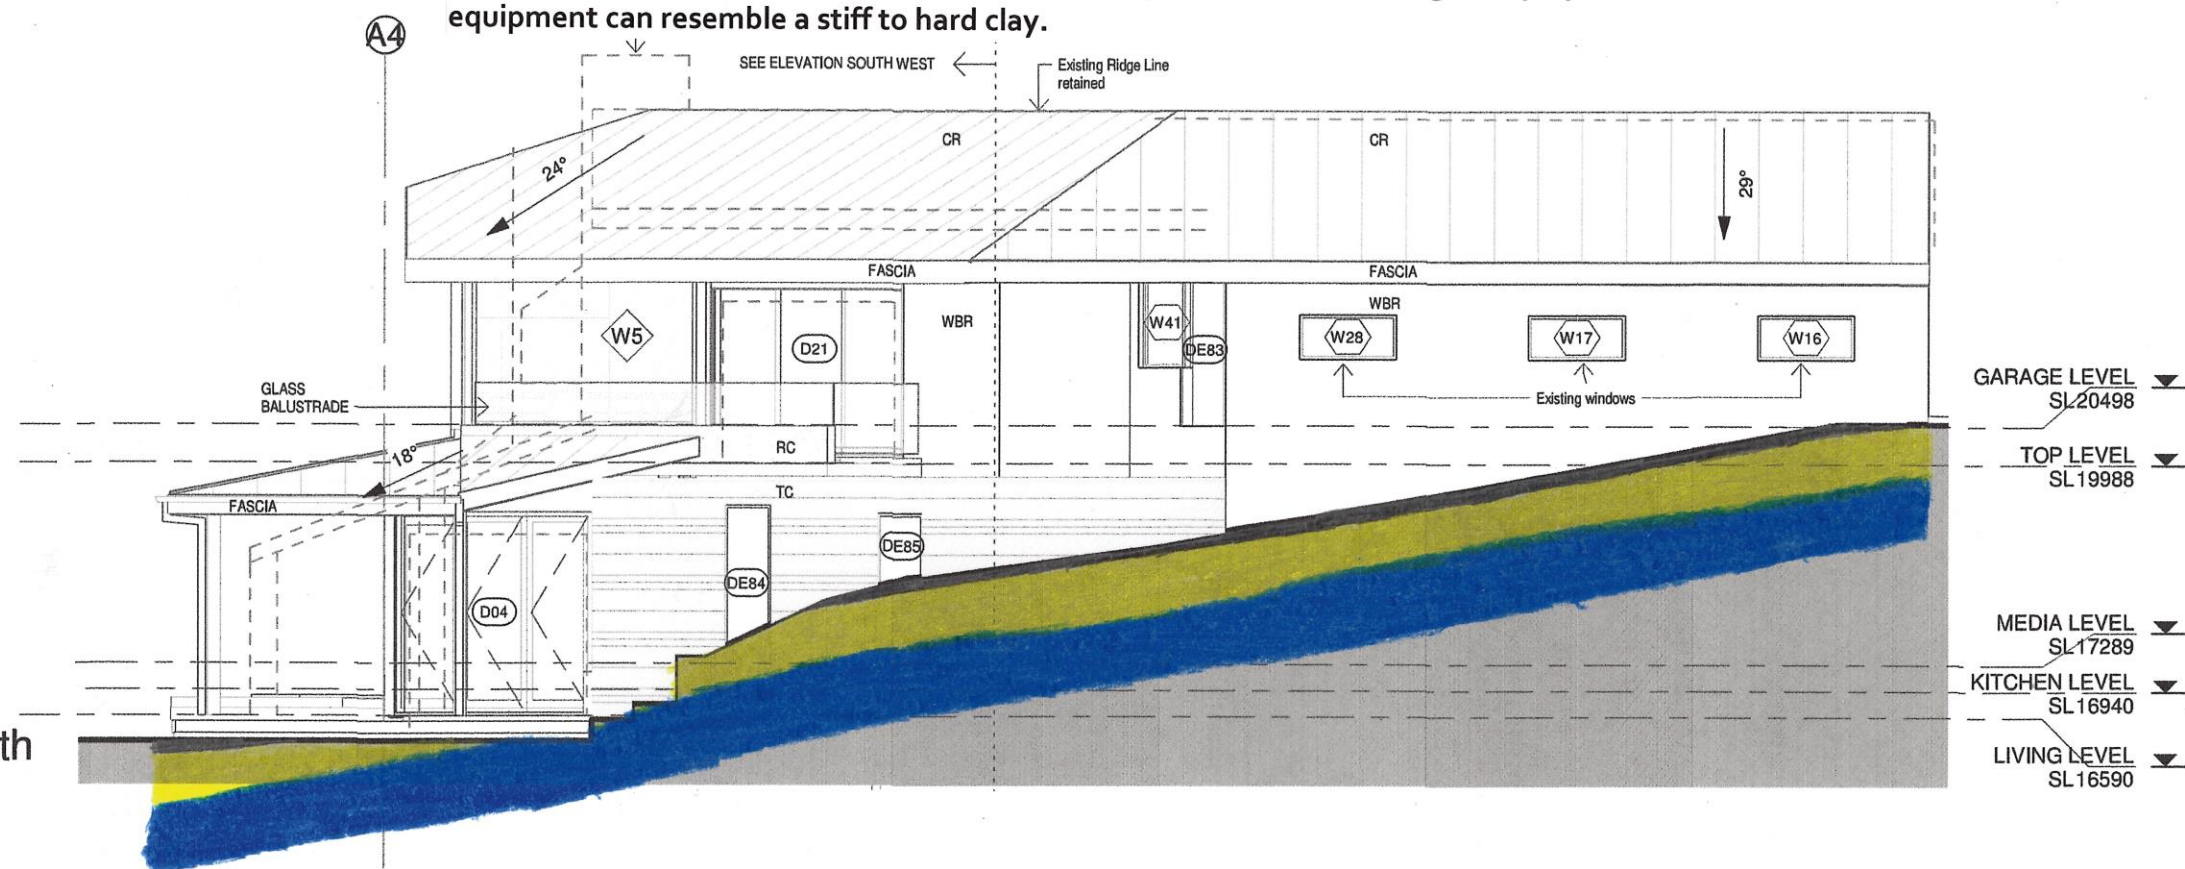 equipment can resemble a stiff to hard clay.
A4
SEE ELEVATION SOUTH WEST
Existing Ridge Line
retained
CR
CR
24°
29°
FASCIA
FASCIA
WBR
WBR
W5
D21
W41
DE83
W28
W17
W16
GLASS
BALUSTRADE
Existing windows
GARAGE LEVEL
SL20498
18°
RC
TOP LEVEL
SL19988
TC
FASCIA
DE85
DE84
D04
MEDIA LEVEL
SL17289
KITCHEN LEVEL
SL16940
th
LIVING LEVEL
SL16590